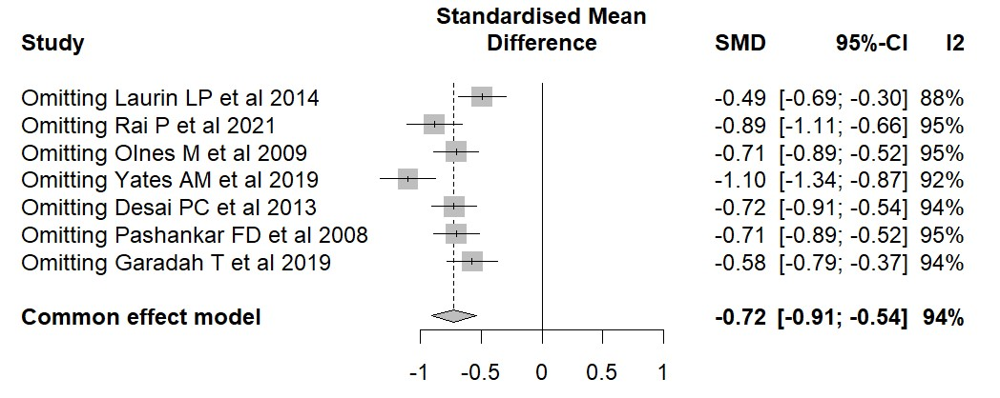 Standardised Mean
Study Difference SMD 95%-CI I2
Omitting Laurin LP et al 2014 -0.49 [-0.69; -0.30] 88%
Omitting Rai P et al 2021 -0.89 [-1.11; -0.66] 95%
Omitting Olnes M et al 2009 -0.71 [-0.89; -0.52] 95%
Omitting Yates AM et al 2019 -1.10 [-1.34; -0.87] 92%
Omitting Desai PC et al 2013 -0.72 [-0.91; -0.54] 94%
Omitting Pashankar FD et al 2008 -0.71 [-0.89; -0.52] 95%
Omitting Garadah T et al 2019 -0.58 [-0.79; -0.37] 94%
Common effect model -0.72 [-0.91; -0.54] 94%
-1 -0.5 0 0.5 1